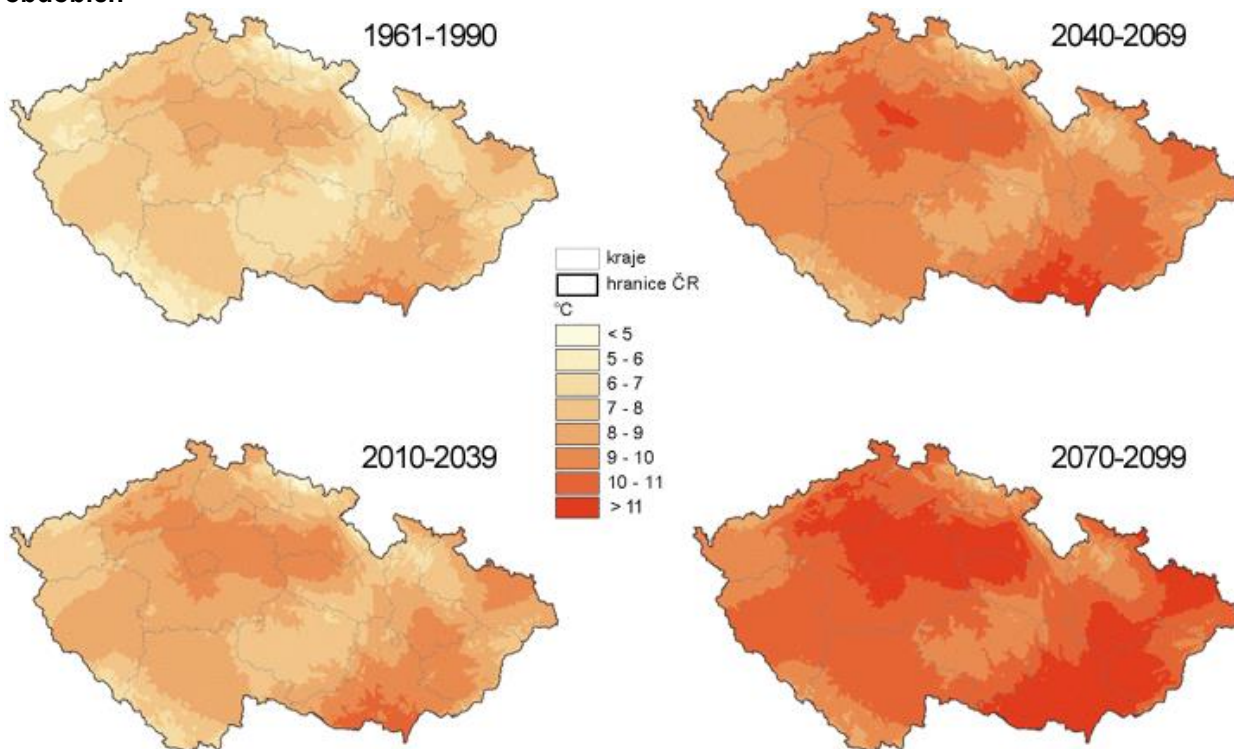 obdobích
1961-1990
2040-2069
kraje
hranice ČR
°C
< 5
5 - 6
6 - 7
7 - 8
8 - 9
9 - 10
10 - 11
> 11
2010-2039
2070-2099